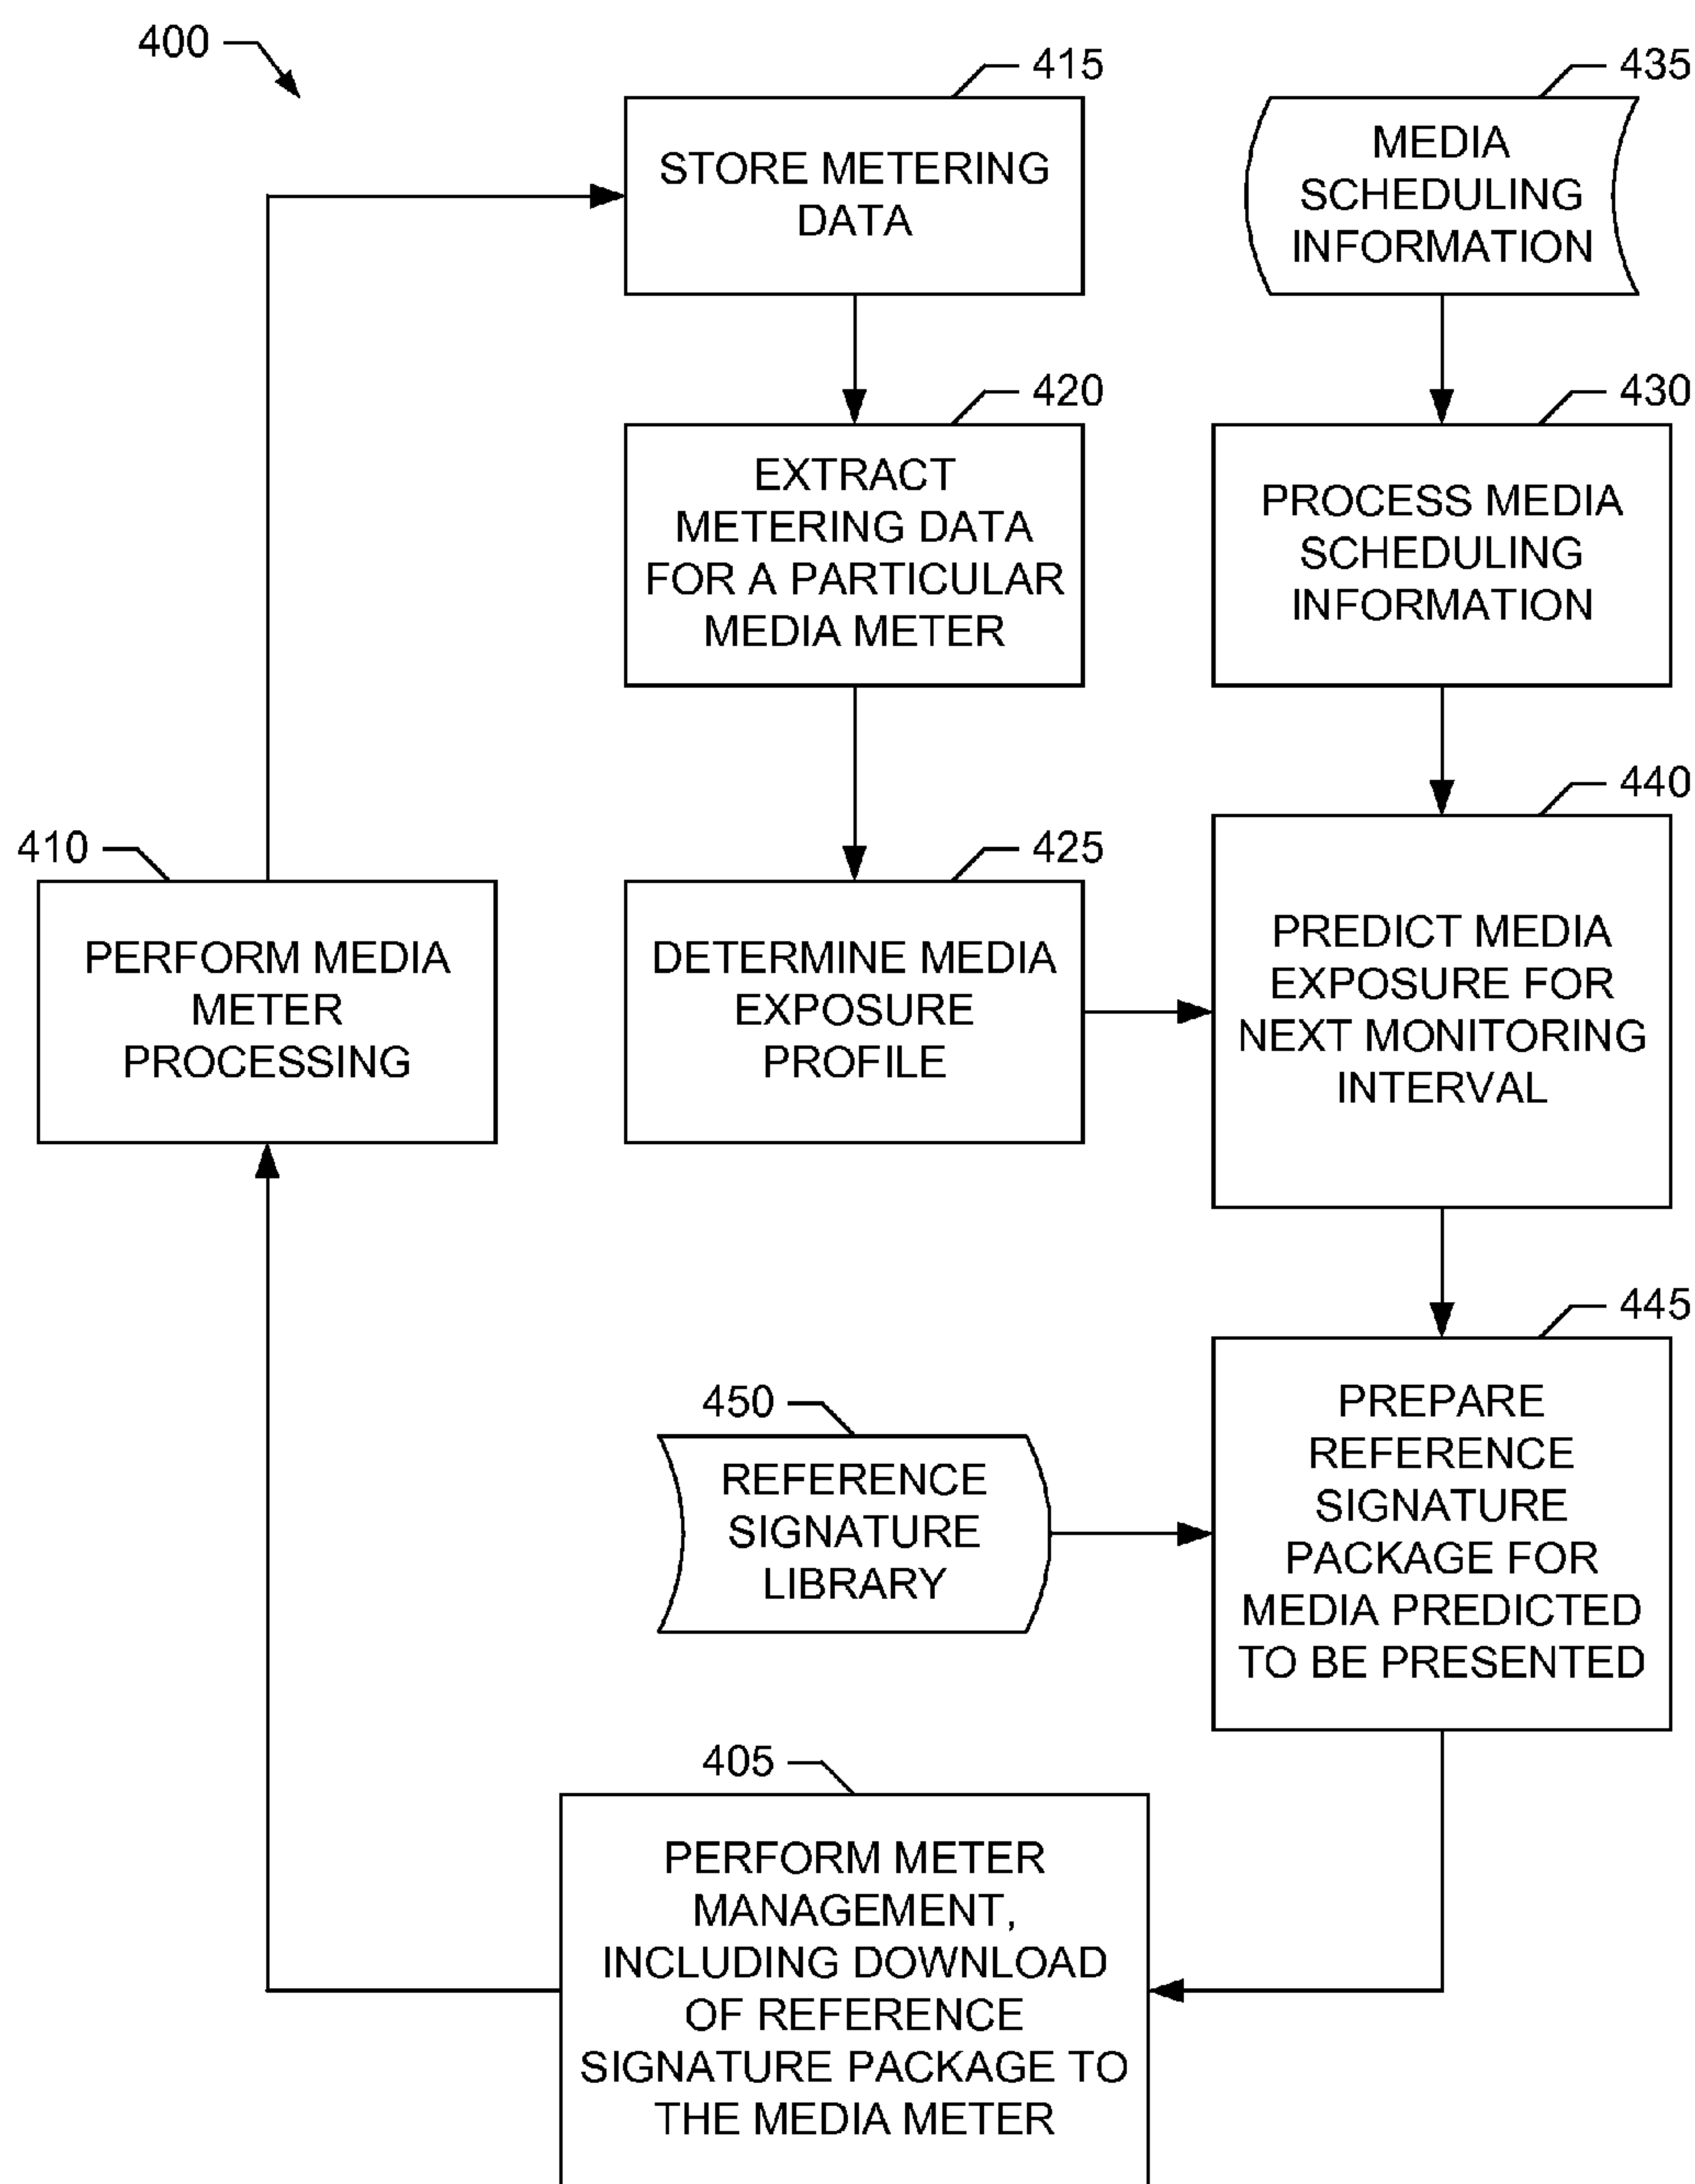 400
415
STORE METERING
DATA
435
MEDIA
SCHEDULING
INFORMATION
420
EXTRACT
METERING DATA
FOR A PARTICULAR
MEDIA METER
430
PROCESS MEDIA
SCHEDULING
INFORMATION
410
PERFORM MEDIA
METER
PROCESSING
425
DETERMINE MEDIA
EXPOSURE
PROFILE
440
PREDICT MEDIA
EXPOSURE FOR
NEXT MONITORING
INTERVAL
450
REFERENCE
SIGNATURE
LIBRARY
445
PREPARE
REFERENCE
SIGNATURE
PACKAGE FOR
MEDIA PREDICTED
TO BE PRESENTED
405
PERFORM METER
MANAGEMENT,
INCLUDING DOWNLOAD
OF REFERENCE
SIGNATURE PACKAGE TO
THE MEDIA METER